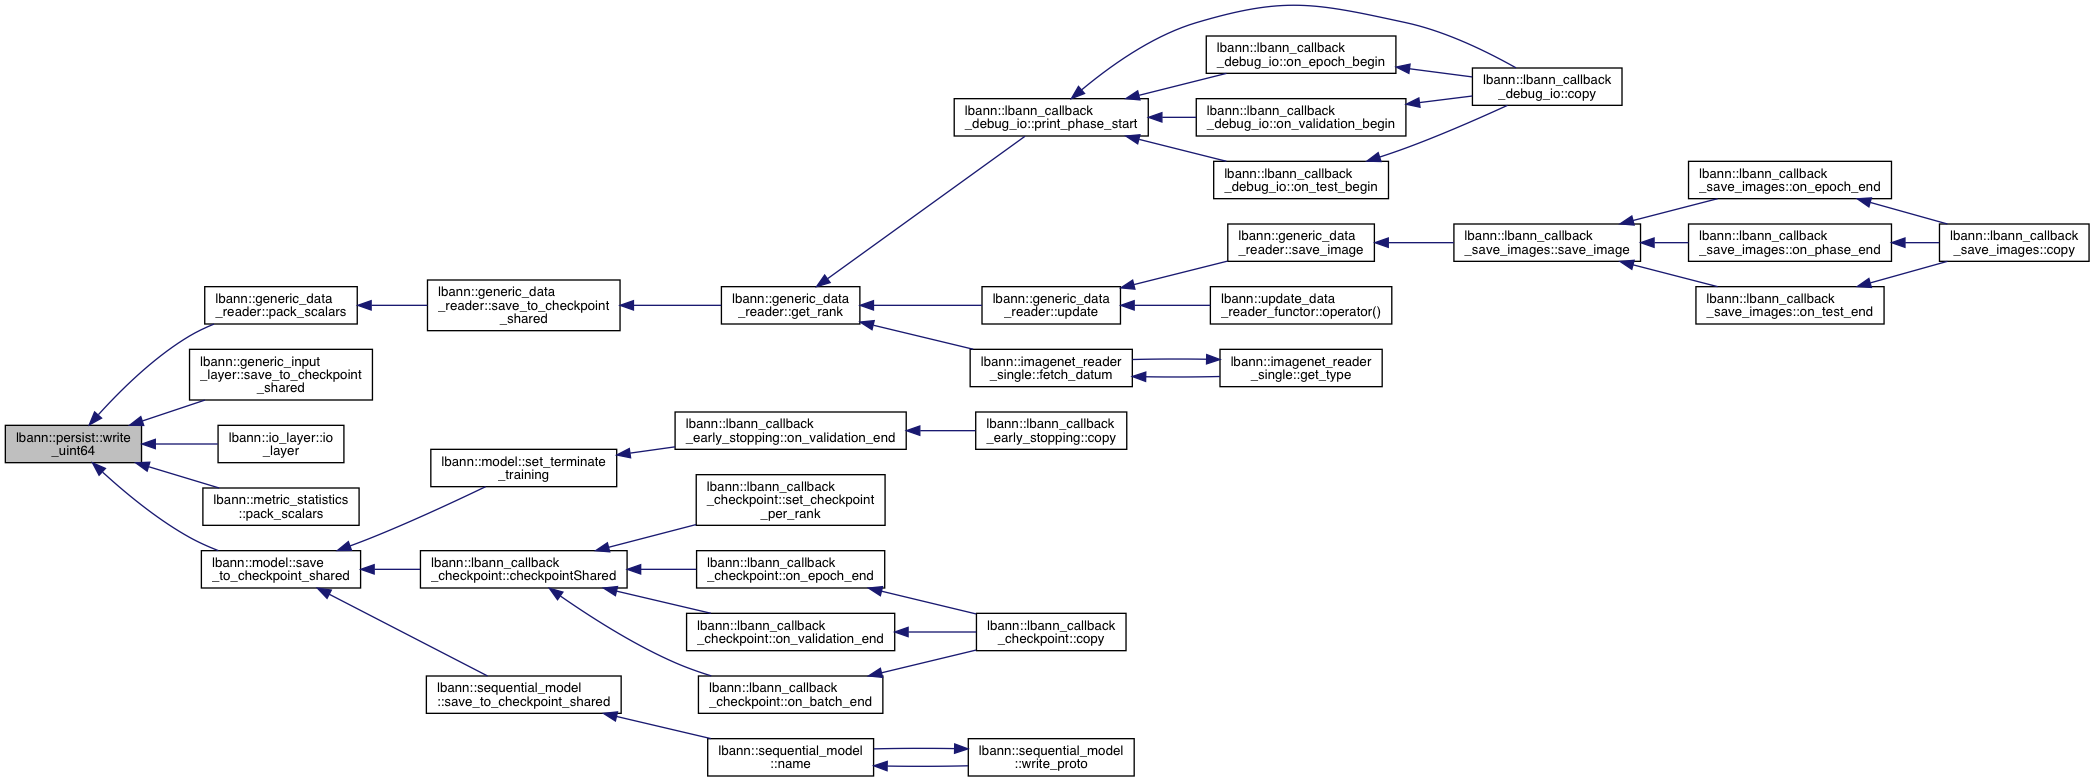 lbann::persist::write
_uint64
lbann::generic_data
_reader::pack_scalars
lbann::generic_input
_layer::save_to_checkpoint
_shared
lbann::io_layer::io
_layer
lbann::metric_statistics
::pack_scalars
lbann::model::save
_to_checkpoint_shared
lbann::generic_data
_reader::save_to_checkpoint
_shared
lbann::model::set_terminate
_training
lbann::lbann_callback
_checkpoint::checkpointShared
lbann::sequential_model
::save_to_checkpoint_shared
lbann::generic_data
_reader::get_rank
lbann::lbann_callback
_early_stopping::on_validation_end
lbann::lbann_callback
_checkpoint::set_checkpoint
_per_rank
lbann::lbann_callback
_checkpoint::on_epoch_end
lbann::lbann_callback
_checkpoint::on_validation_end
lbann::lbann_callback
_checkpoint::on_batch_end
lbann::sequential_model
::name
lbann::lbann_callback
_debug_io::print_phase_start
lbann::generic_data
_reader::update
lbann::imagenet_reader
_single::fetch_datum
lbann::lbann_callback
_early_stopping::copy
lbann::lbann_callback
_checkpoint::copy
lbann::sequential_model
::write_proto
lbann::lbann_callback
_debug_io::on_epoch_begin
lbann::lbann_callback
_debug_io::on_validation_begin
lbann::lbann_callback
_debug_io::on_test_begin
lbann::generic_data
_reader::save_image
lbann::update_data
_reader_functor::operator()
lbann::imagenet_reader
_single::get_type
lbann::lbann_callback
_debug_io::copy
lbann::lbann_callback
_save_images::save_image
lbann::lbann_callback
_save_images::on_epoch_end
lbann::lbann_callback
_save_images::on_phase_end
lbann::lbann_callback
_save_images::on_test_end
lbann::lbann_callback
_save_images::copy